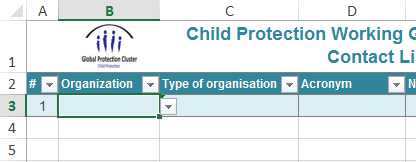 A B C D
1 Global Protection Cluster
Child Protection
Child Protection Working
Contact
2 # Organization Type of organisation Acronym
3 1
4
5